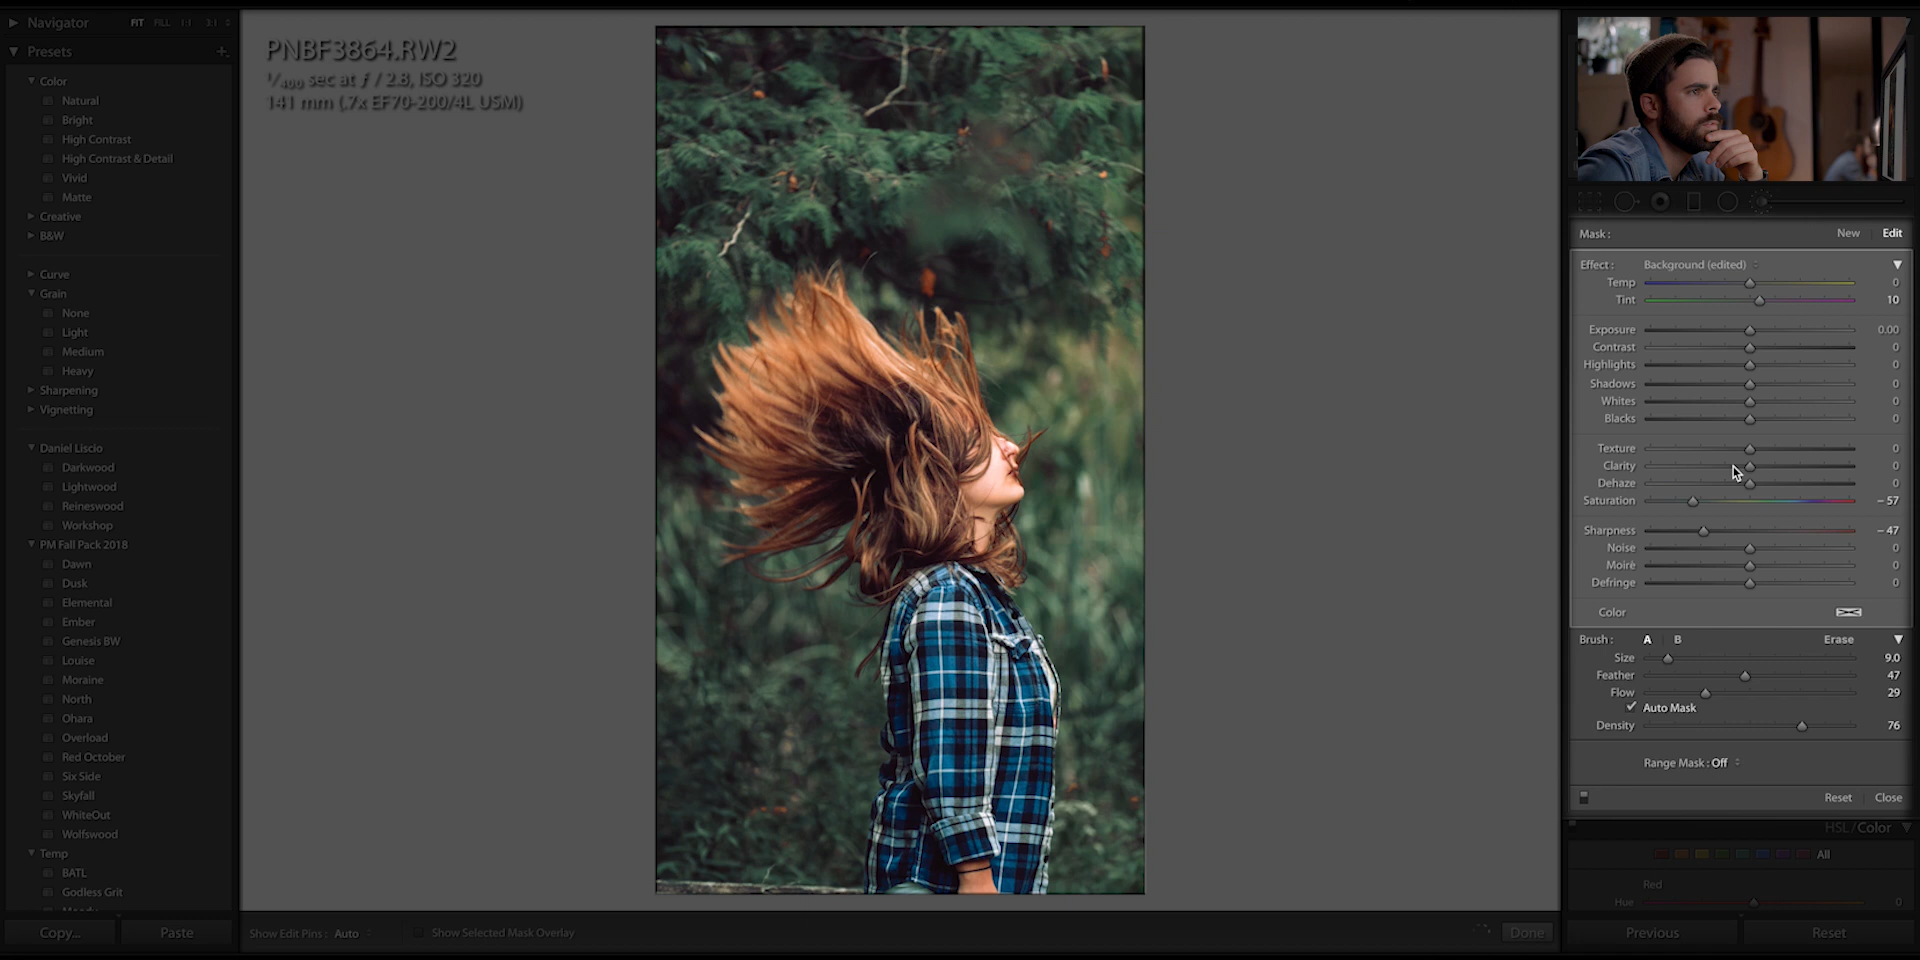 Navigator FIT FILL 1:1 3:1
Presets +
Color
Natural
Bright
High Contrast
High Contrast & Detail
Vivid
Matte
Creative
B&W
Curve
Grain
None
Light
Medium
Heavy
Sharpening
Vignetting
Daniel Liscio
Darkwood
Lightwood
Reineswood
Workshop
PM Fall Pack 2018
Dawn
Dusk
Elemental
Ember
Genesis BW
Louise
Moraine
North
Ohara
Overload
Red October
Six Side
Skyfall
WhiteOut
Wolfswood
Temp
BATL
Godless Grit
Copy... Paste
PNBF3864.RW2
1/400 sec at ƒ / 2.8, ISO 320
141 mm (.7x EF70-200/4L USM)
Show Edit Pins : Auto Show Selected Mask Overlay Done
Mask : New Edit
Effect : Background (edited)
Temp 0
Tint 10
Exposure 0.00
Contrast 0
Highlights 0
Shadows 0
Whites 0
Blacks 0
Texture 0
Clarity 0
Dehaze 0
Saturation – 57
Sharpness – 47
Noise 0
Moiré 0
Defringe 0
Color
Brush : A B Erase
Size 9.0
Feather 47
Flow 29
Auto Mask
Density 76
Range Mask : Off
Reset Close
HSL / Color
All
Red
Hue 0
Previous Reset